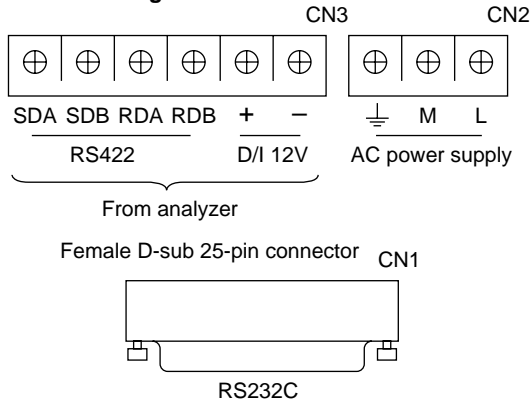 CN3
CN2
SDA SDB RDA RDB + −
M L
RS422
D/I 12V
AC power supply
From analyzer
Female D-sub 25-pin connector
CN1
RS232C